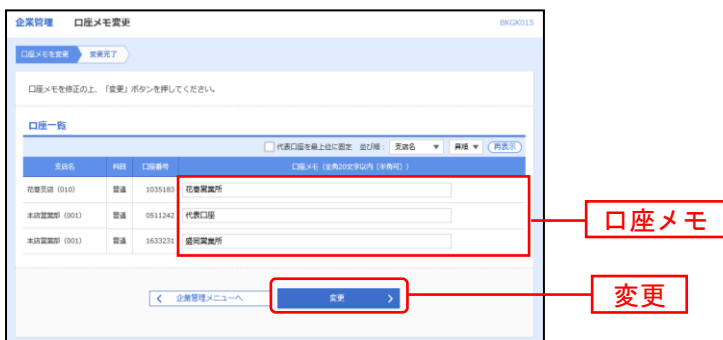 企業管理 口座メモ変更 BKGK015
口座メモを変更 変更完了
口座メモを修正の上、「変更」ボタンを押してください。
口座一覧
代表口座を最上位に固定 並び順： 支店名 ▼ 昇順 ▼ 再表示
支店名 科目 口座番号 口座メモ（全角20文字以内［半角可］）
花巻支店（010） 普通 1035183 花巻営業所
本店営業部（001） 普通 0511242 代表口座
本店営業部（001） 普通 1633231 盛岡営業所
口座メモ
企業管理メニューへ 変更
変更